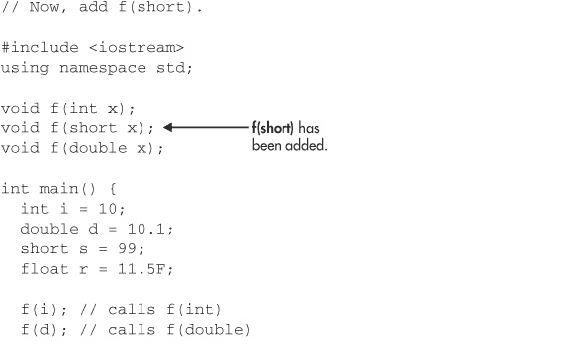 // Now, add f(short).

#include <iostream>
using namespace std;

void f(int x);
void f(short x);
f(short) has
been added.
void f(double x);

int main() {
  int i = 10;
  double d = 10.1;
  short s = 99;
  float r = 11.5F;

  f(i); // calls f(int)
  f(d); // calls f(double)